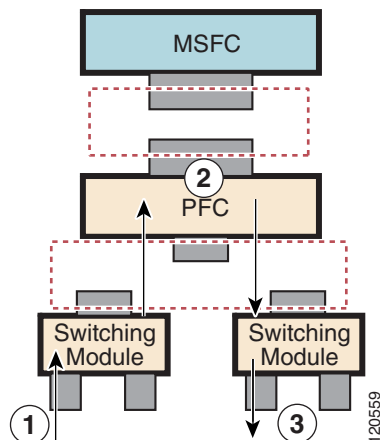 MSFC
2
PFC
Switching
Module
Switching
Module
1
3
120559